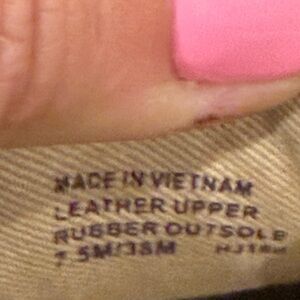 MADE IN VIETNAM
LEATHER UPPER
RUBBER OUTSOLE
7.5M/38M